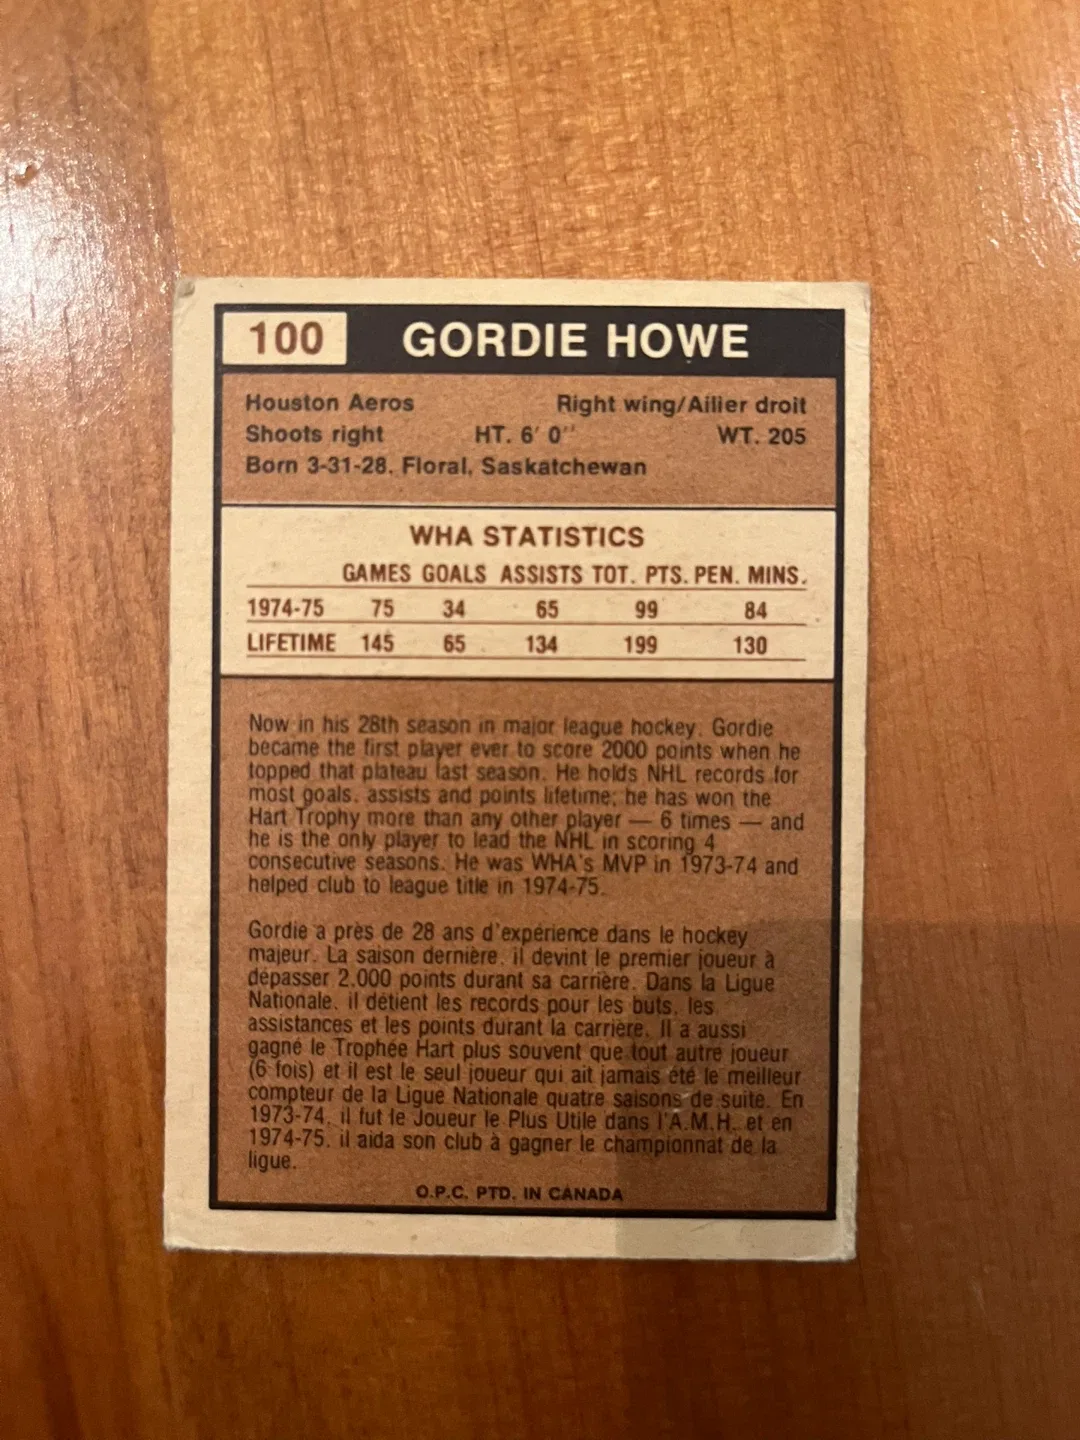 100 GORDIE HOWE
Houston Aeros Right wing/Ailier droit
Shoots right HT. 6' 0" WT. 205
Born 3-31-28, Floral, Saskatchewan
WHA STATISTICS
GAMES GOALS ASSISTS TOT. PTS. PEN. MINS.
1974-75 75 34 65 99 84
LIFETIME 145 65 134 199 130
Now in his 28th season in major league hockey, Gordie
became the first player ever to score 2000 points when he
topped that plateau last season. He holds NHL records for
most goals, assists and points lifetime; he has won the
Hart Trophy more than any other player — 6 times — and
he is the only player to lead the NHL in scoring 4
consecutive seasons. He was WHA's MVP in 1973-74 and
helped club to league title in 1974-75.
Gordie a près de 28 ans d'expérience dans le hockey
majeur. La saison dernière, il devint le premier joueur à
dépasser 2,000 points durant sa carrière. Dans la Ligue
Nationale, il détient les records pour les buts, les
assistances et les points durant la carrière. Il a aussi
gagné le Trophée Hart plus souvent que tout autre joueur
(6 fois) et il est le seul joueur qui ait jamais été le meilleur
compteur de la Ligue Nationale quatre saisons de suite. En
1973-74, il fut le Joueur le Plus Utile dans l'A.M.H. et en
1974-75, il aida son club à gagner le championnat de la
ligue.
O.P.C. PTD. IN CANADA